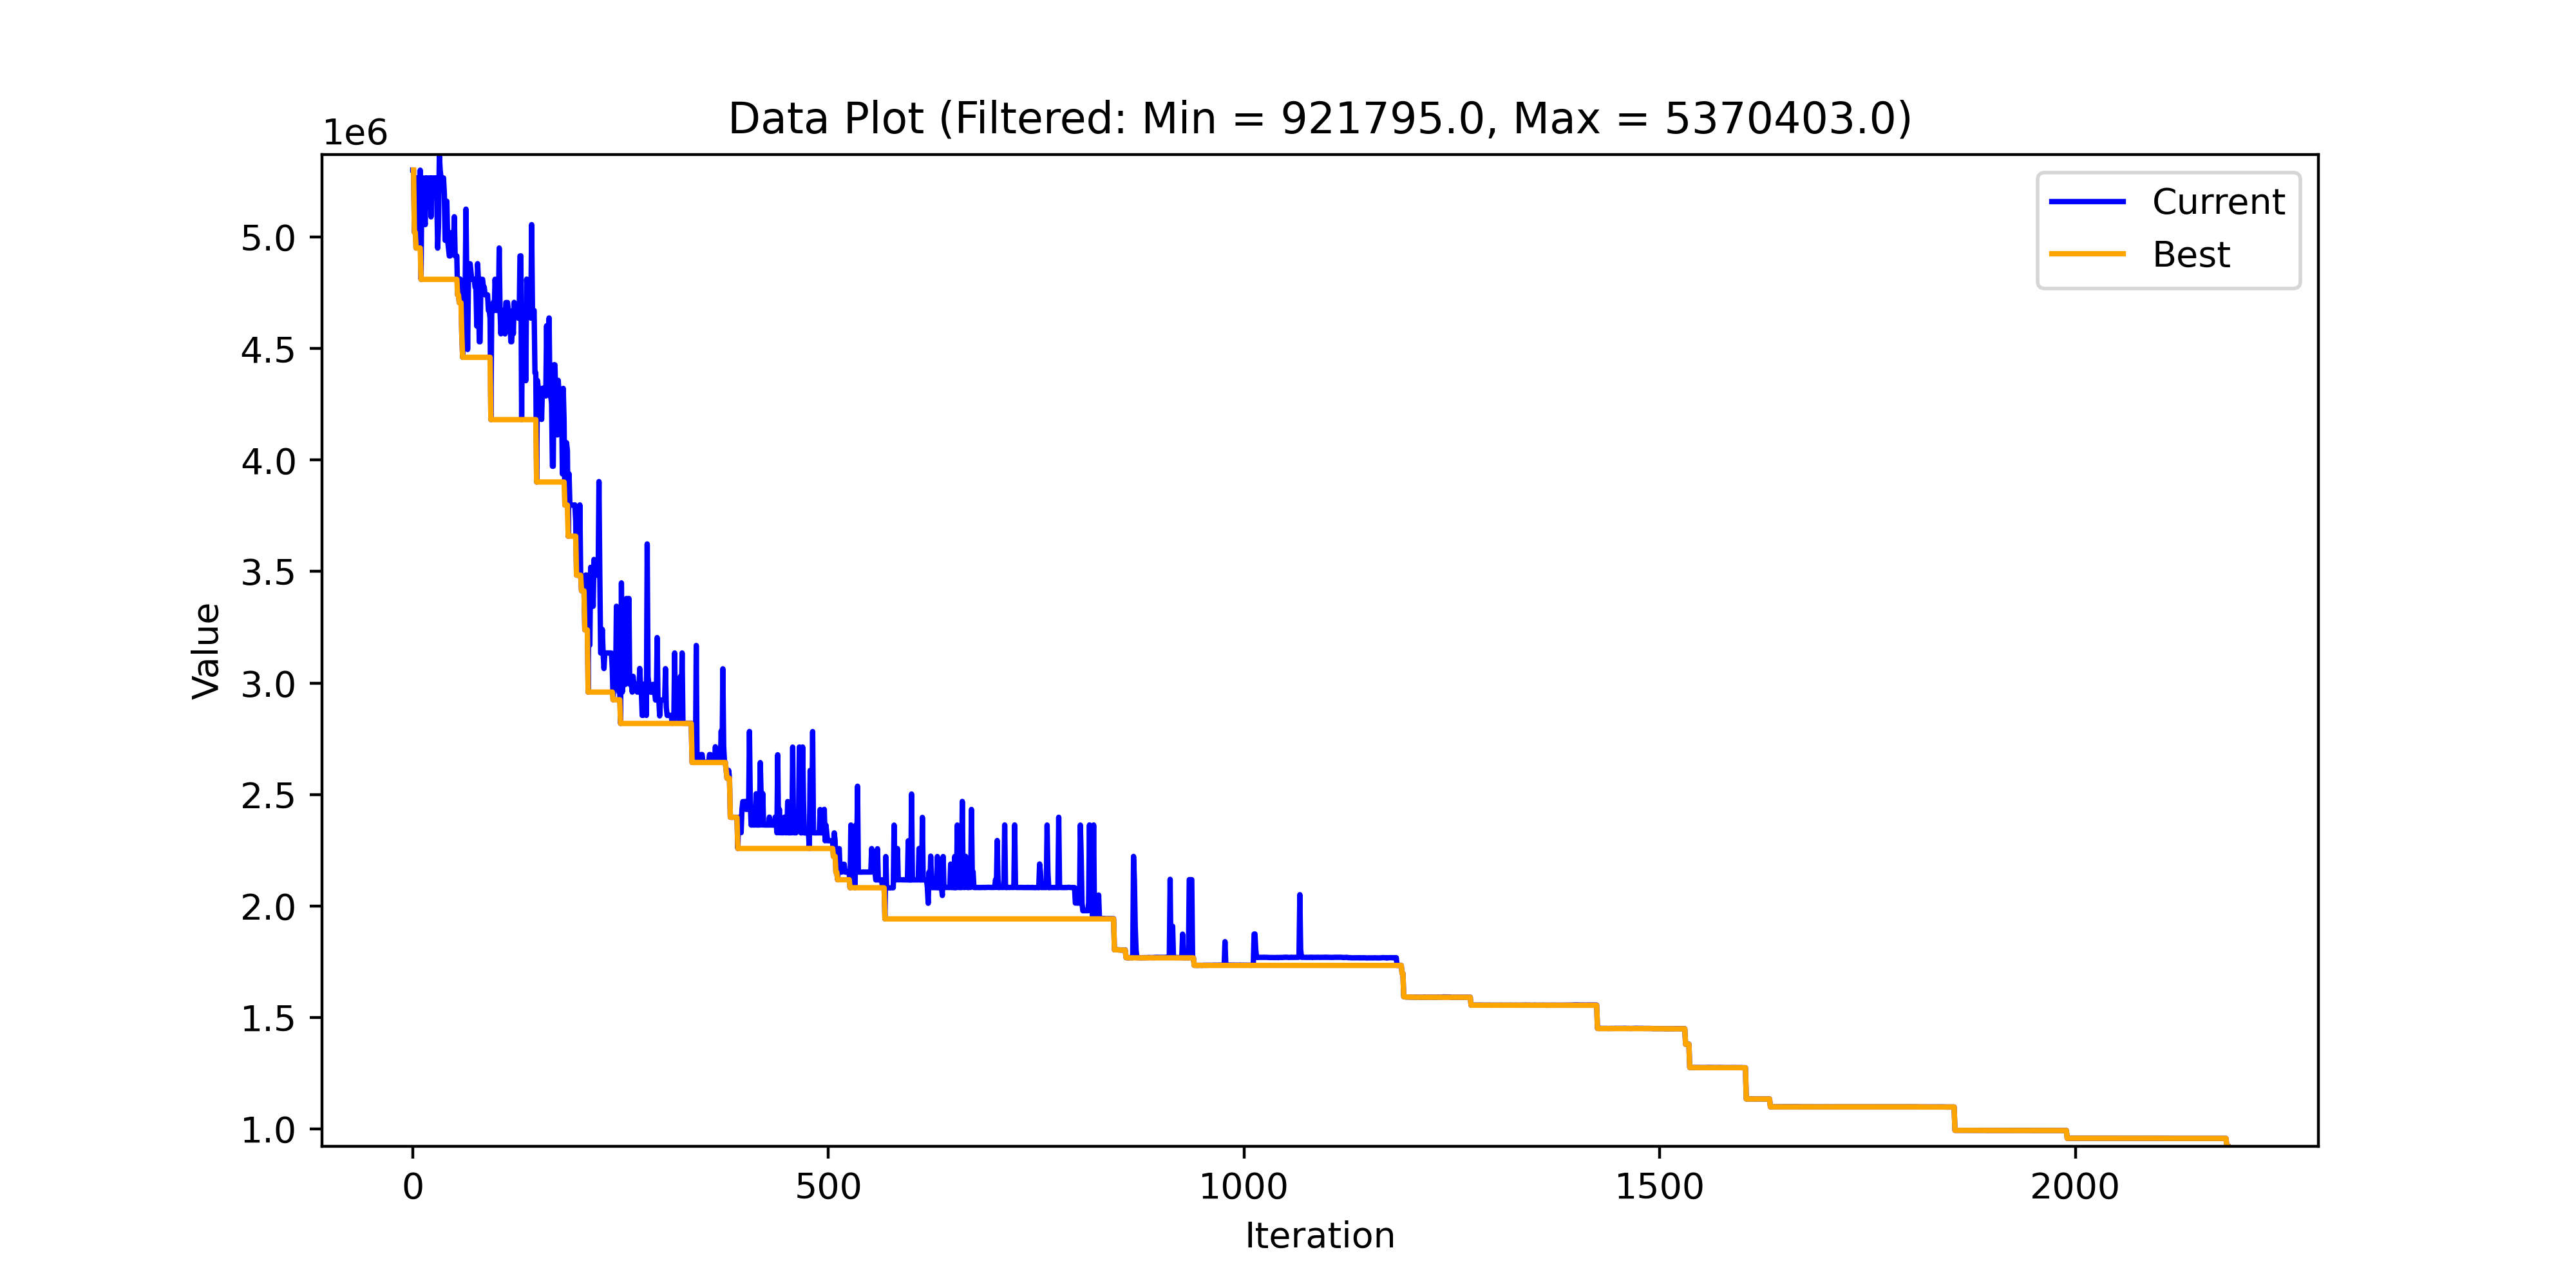 Data Plot (Filtered: Min = 921795.0, Max = 5370403.0)
1e6
Current
Best
5.0
4.5
4.0
3.5
3.0
2.5
2.0
1.5
1.0
Value
0 500 1000 1500 2000
Iteration